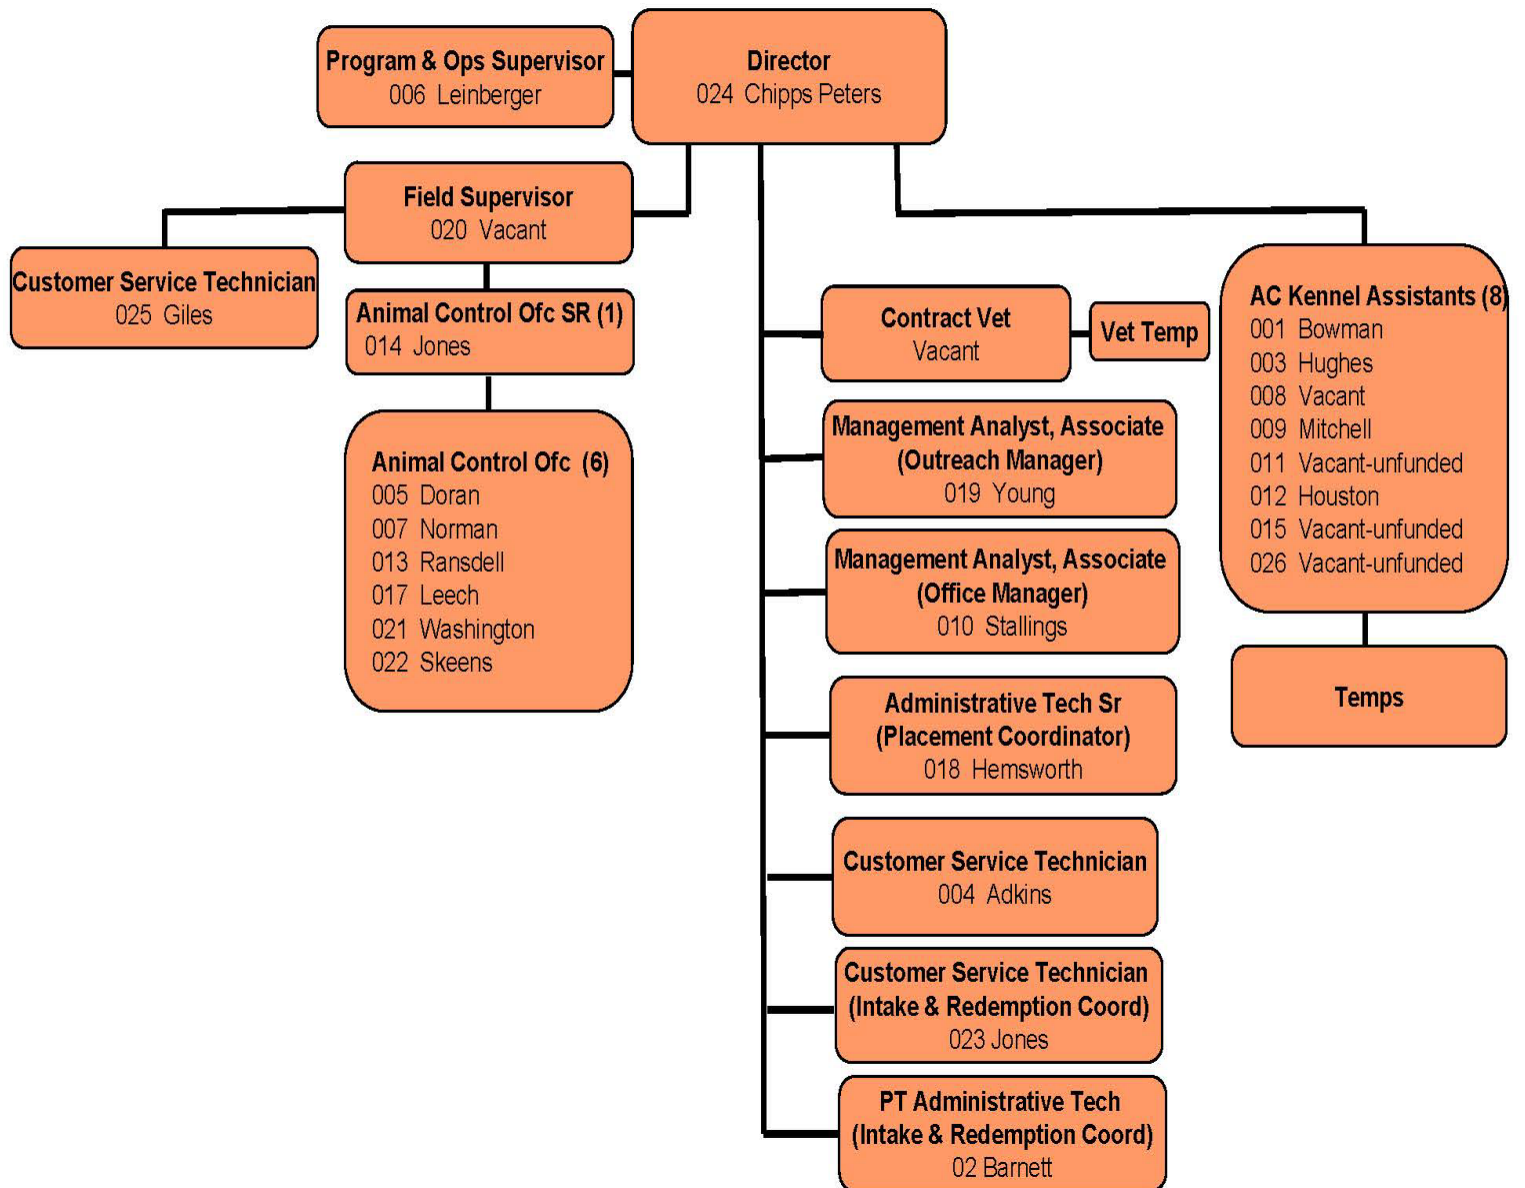 Program & Ops Supervisor
006 Leinberger
Director
024 Chipps Peters
Field Supervisor
020 Vacant
Customer Service Technician
025 Giles
Animal Control Ofc SR (1)
014 Jones
Animal Control Ofc (6)
005 Doran
007 Norman
013 Ransdell
017 Leech
021 Washington
022 Skeens
Contract Vet
Vacant
Vet Temp
Management Analyst, Associate
(Outreach Manager)
019 Young
Management Analyst, Associate
(Office Manager)
010 Stallings
Administrative Tech Sr
(Placement Coordinator)
018 Hemsworth
Customer Service Technician
004 Adkins
Customer Service Technician
(Intake & Redemption Coord)
023 Jones
PT Administrative Tech
(Intake & Redemption Coord)
02 Barnett
AC Kennel Assistants (8)
001 Bowman
003 Hughes
008 Vacant
009 Mitchell
011 Vacant-unfunded
012 Houston
015 Vacant-unfunded
026 Vacant-unfunded
Temps